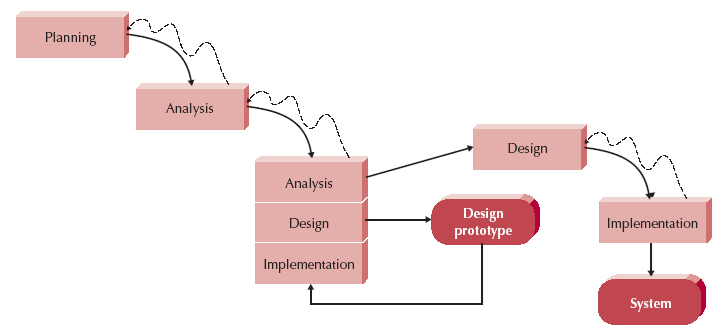 Planning
Analysis
Analysis
Design
Implementation
Design
prototype
Design
Implementation
System